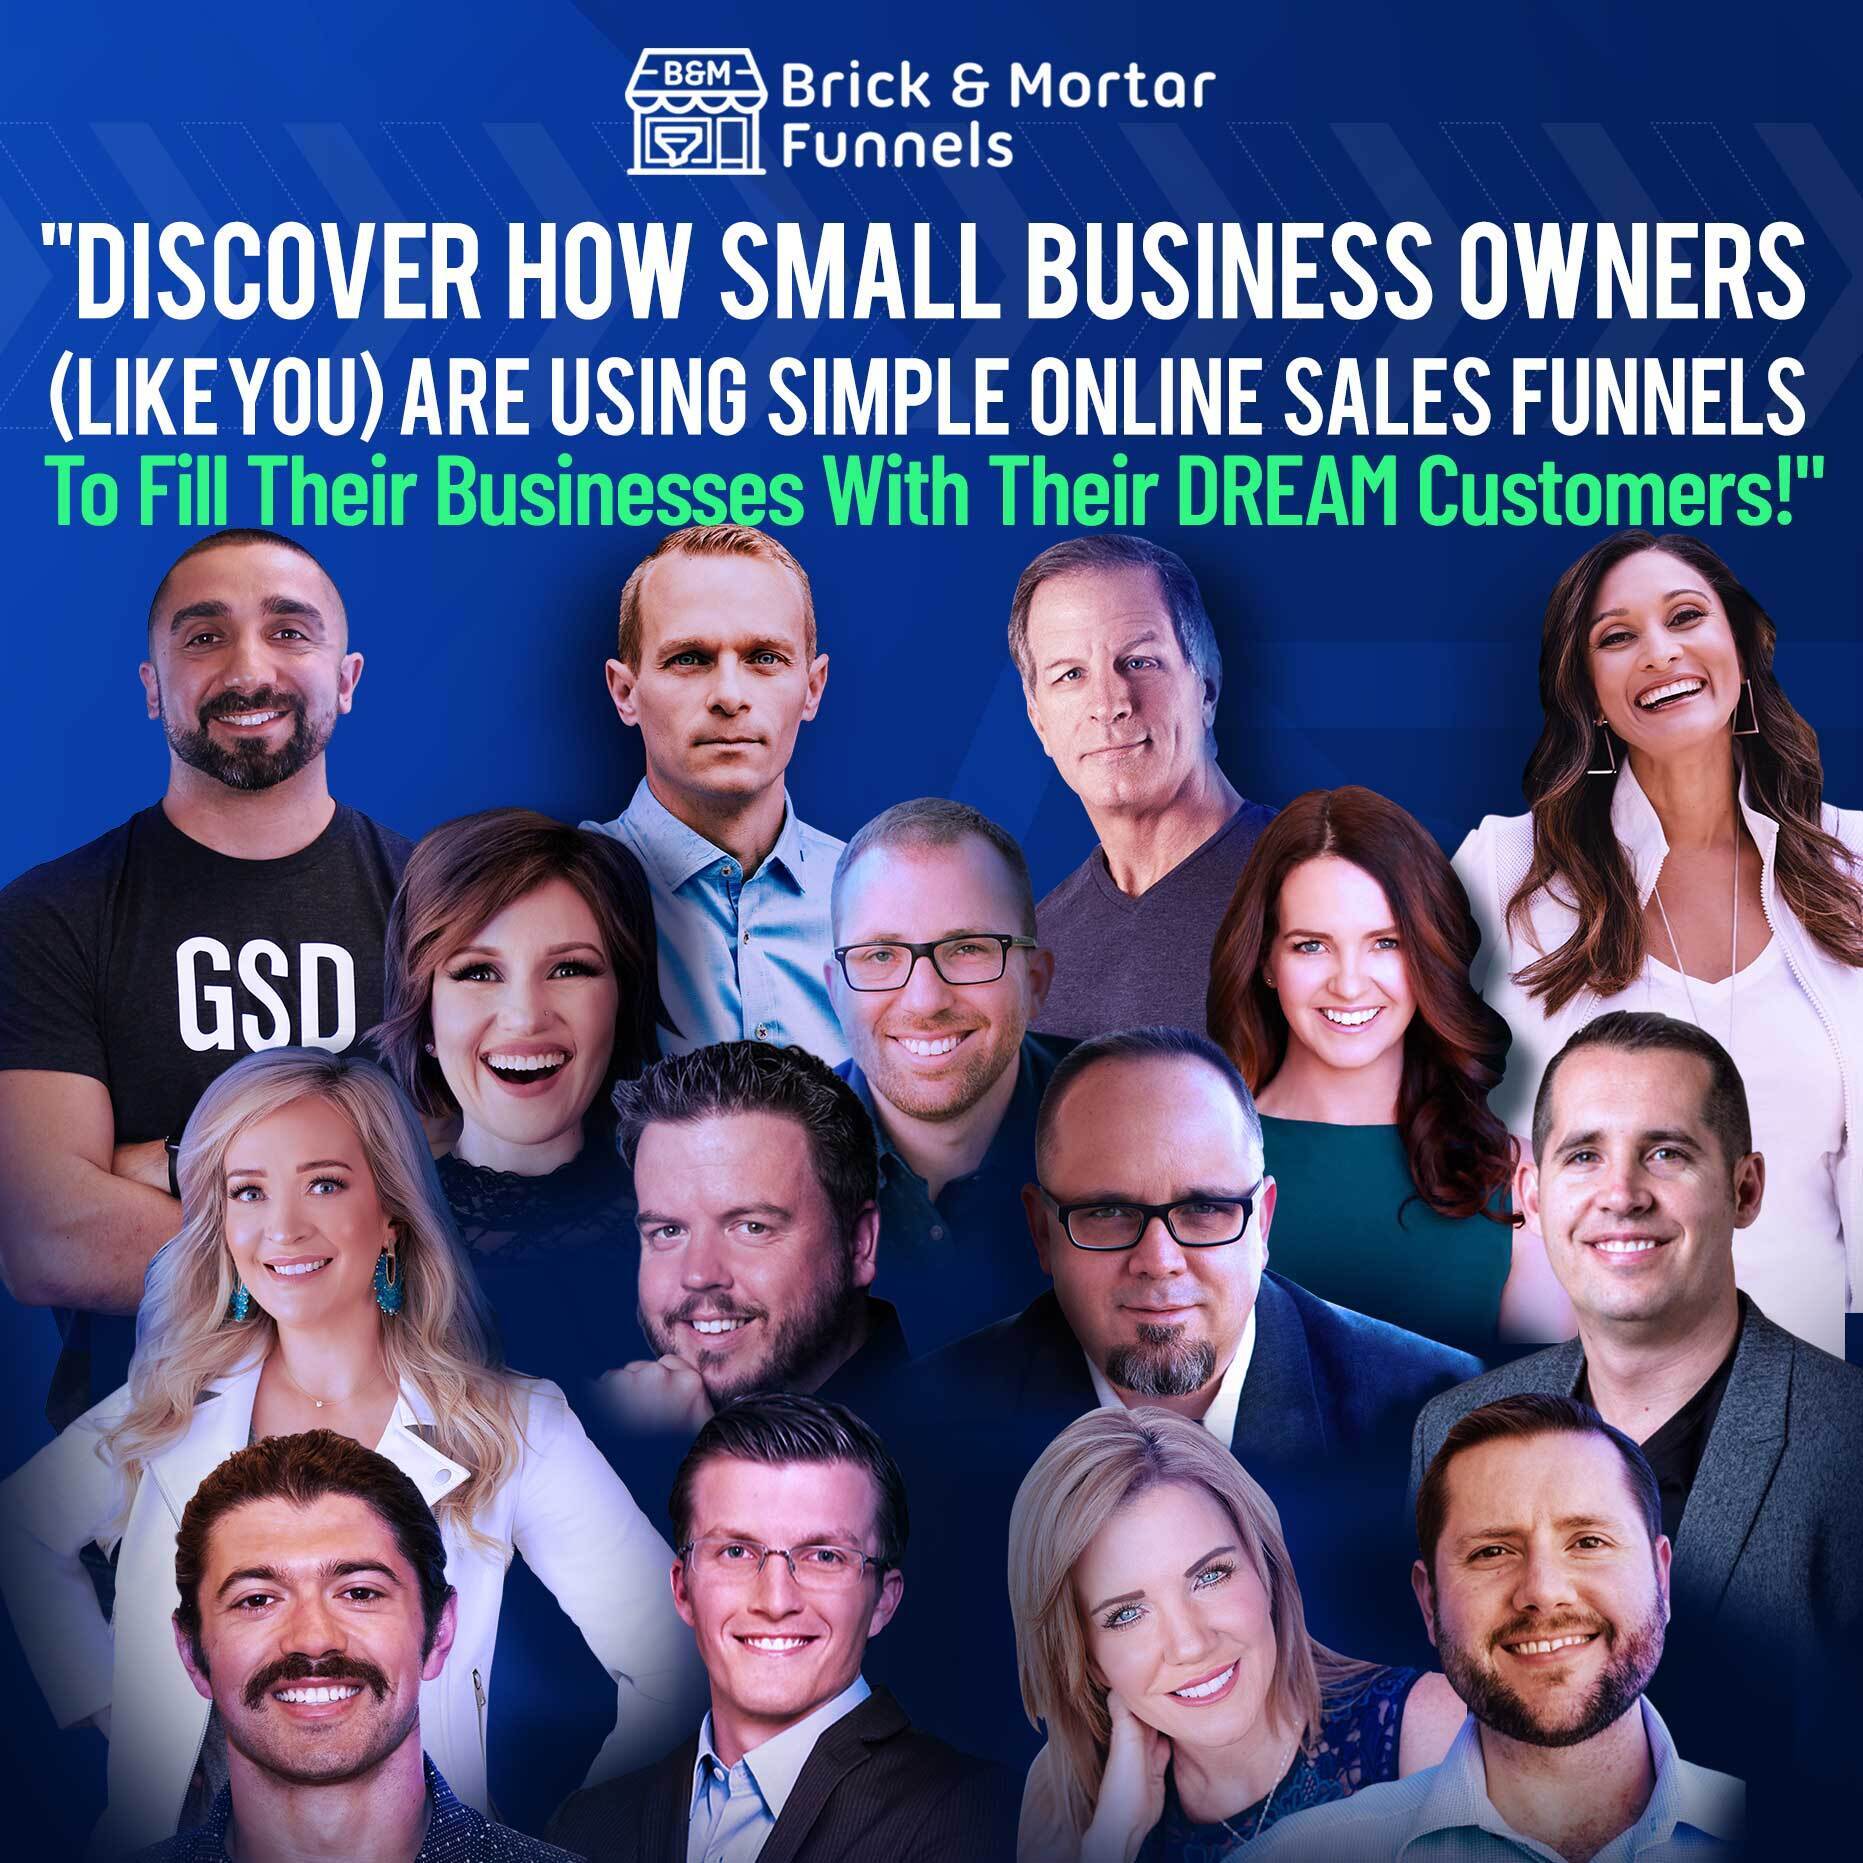 B&M
Brick & Mortar
Funnels
"DISCOVER HOW SMALL BUSINESS OWNERS
(LIKE YOU) ARE USING SIMPLE ONLINE SALES FUNNELS
To Fill Their Businesses With Their DREAM Customers!"
GSD